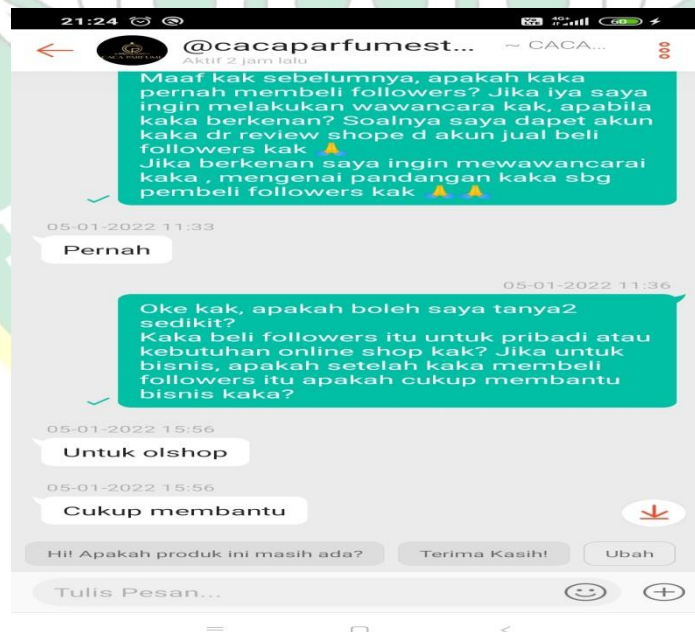 21:24
4G+
60
@cacaparfumest... ~ CACA...
Aktif 2 jam lalu
Maaf kak sebelumnya, apakah kaka
pernah membeli followers? Jika iya saya
ingin melakukan wawancara kak, apabila
kaka berkenan? Soalnya saya dapet akun
kaka dr review shope d akun jual beli
followers kak 🙏
Jika berkenan saya ingin mewawancarai
kaka , mengenai pandangan kaka sbg
pembeli followers kak 🙏 🙏
05-01-2022 11:33
Pernah
05-01-2022 11:36
Oke kak, apakah boleh saya tanya2
sedikit?
Kaka beli followers itu untuk pribadi atau
kebutuhan online shop kak? Jika untuk
bisnis, apakah setelah kaka membeli
followers itu apakah cukup membantu
bisnis kaka?
05-01-2022 15:56
Untuk olshop
05-01-2022 15:56
Cukup membantu
Hi! Apakah produk ini masih ada? Terima Kasih! Ubah
Tulis Pesan...